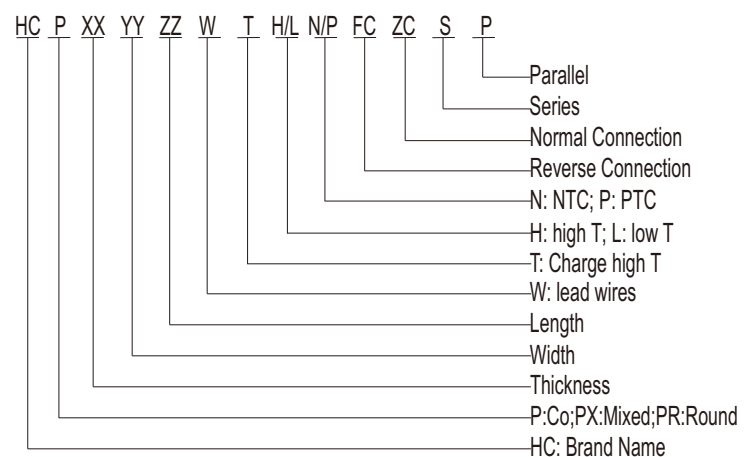 HC P XX YY ZZ W T H/L N/P FC ZC S P
Parallel
Series
Normal Connection
Reverse Connection
N: NTC; P: PTC
H: high T; L: low T
T: Charge high T
W: lead wires
Length
Width
Thickness
P:Co;PX:Mixed;PR:Round
HC: Brand Name